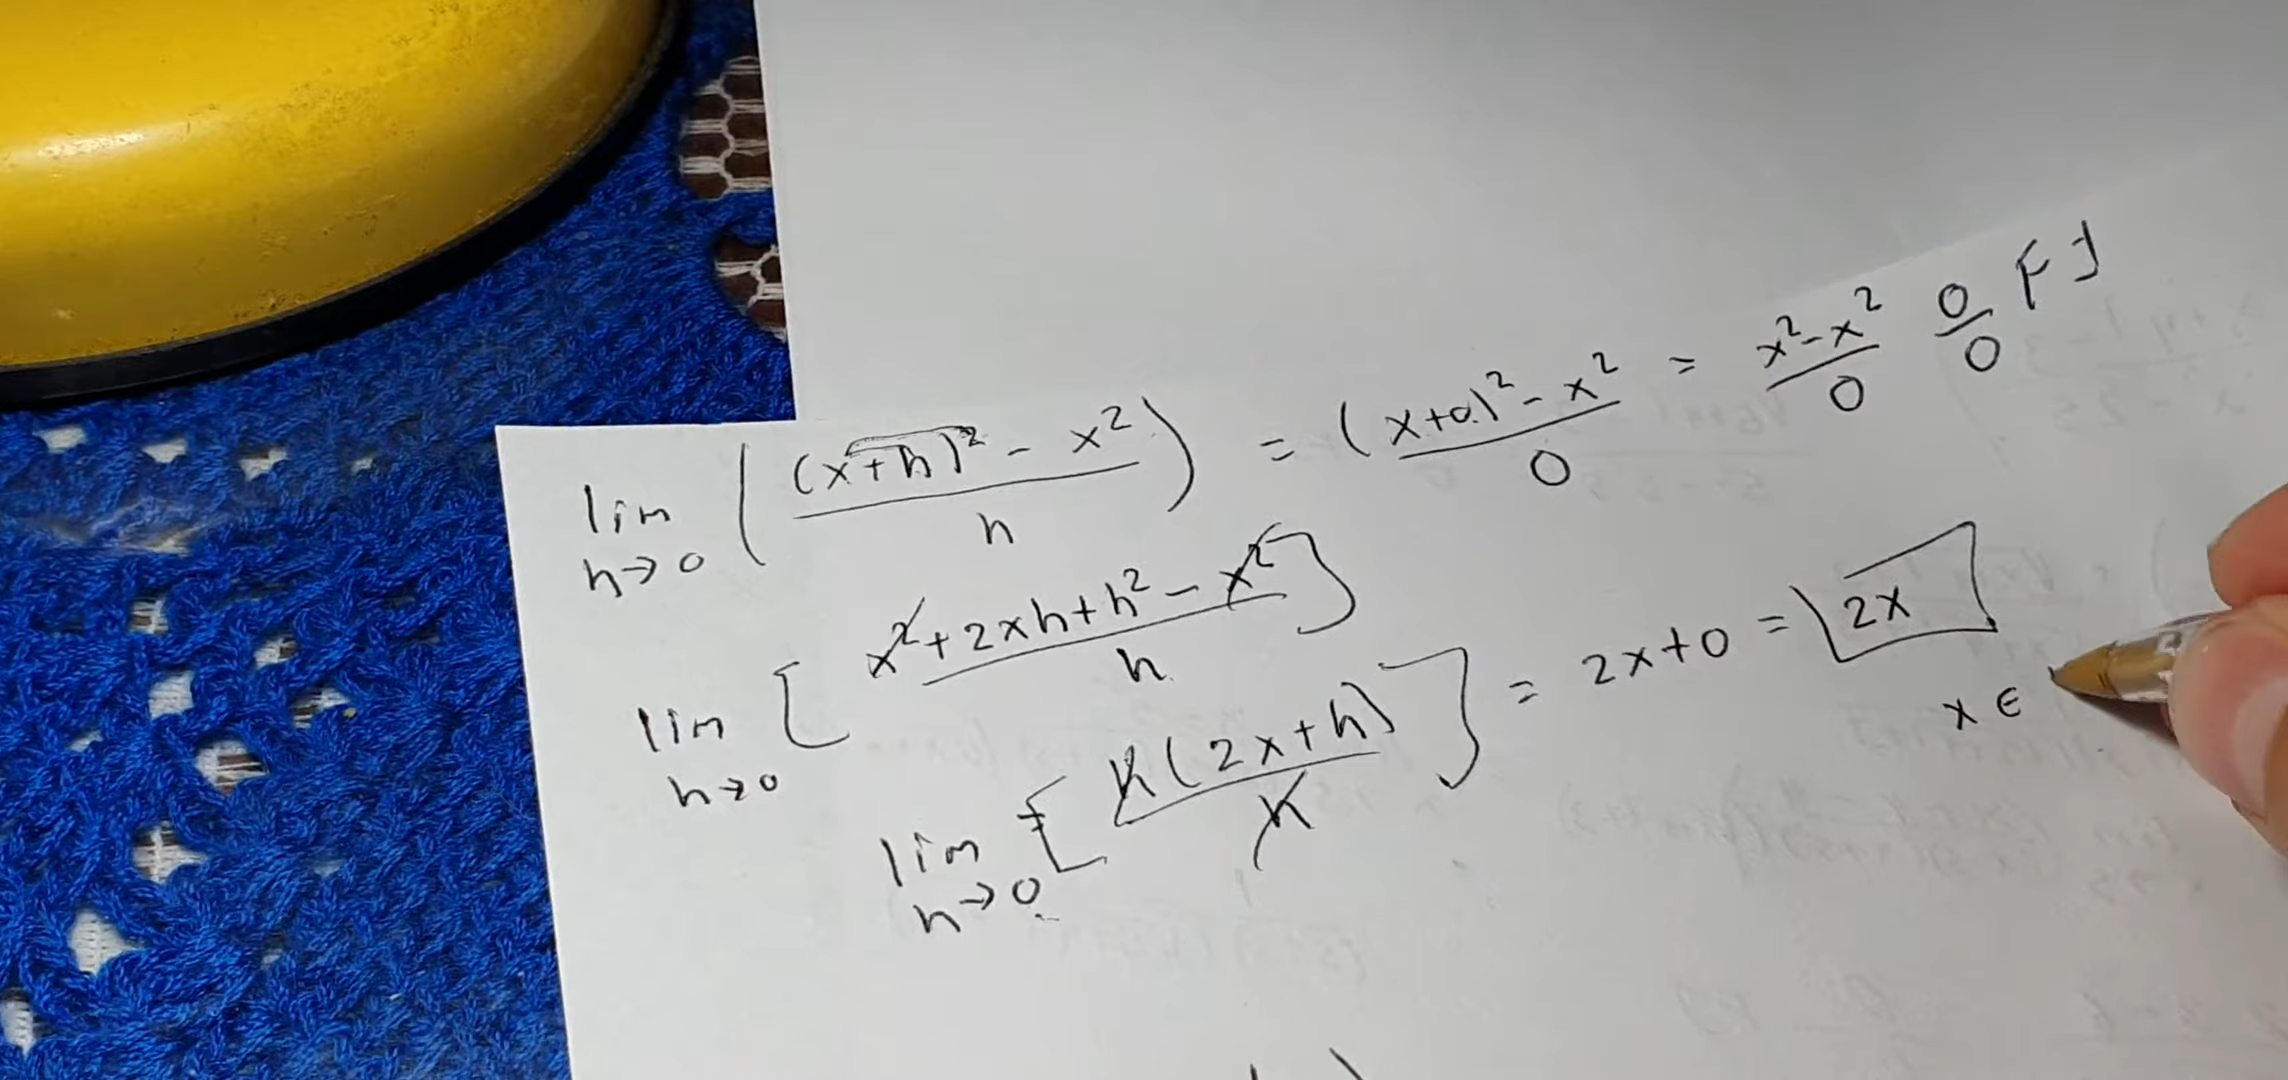 lim h→0 ( (x+h)² - x² / h ) = (x+0)² - x² / 0 = x² - x² / 0 0/0 FJ
lim h→0 [ x² + 2xh + h² - x² / h ]
lim h→0 [ h(2x+h) / h ] = 2x+0 = 2x
x ∈